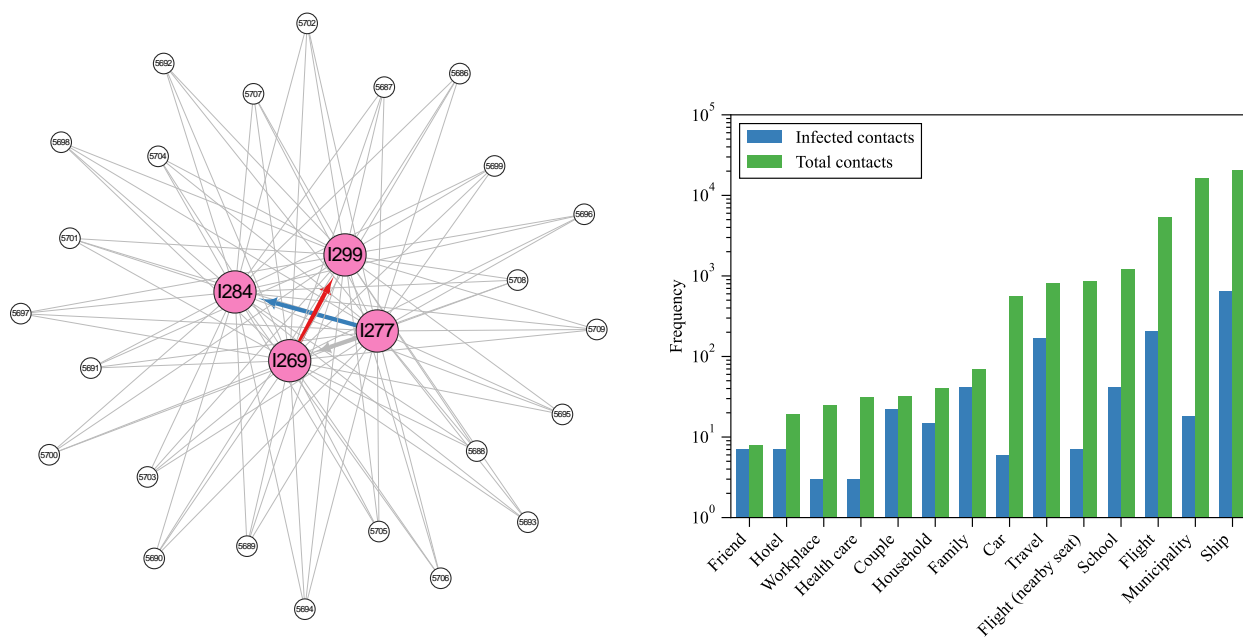 5702
5692
5686
5687
5707
5698
5704
5699
5696
5701
I299
5708
I284
5697
5709
I277
I269
5691
5695
5688
5700
5703
5693
5705
5689
5690
5706
5694
Infected contacts
Total contacts
Frequency
10^5
10^4
10^3
10^2
10^1
10^0
Friend
Hotel
Workplace
Health care
Couple
Household
Family
Car
Travel
Flight (nearby seat)
School
Flight
Municipality
Ship